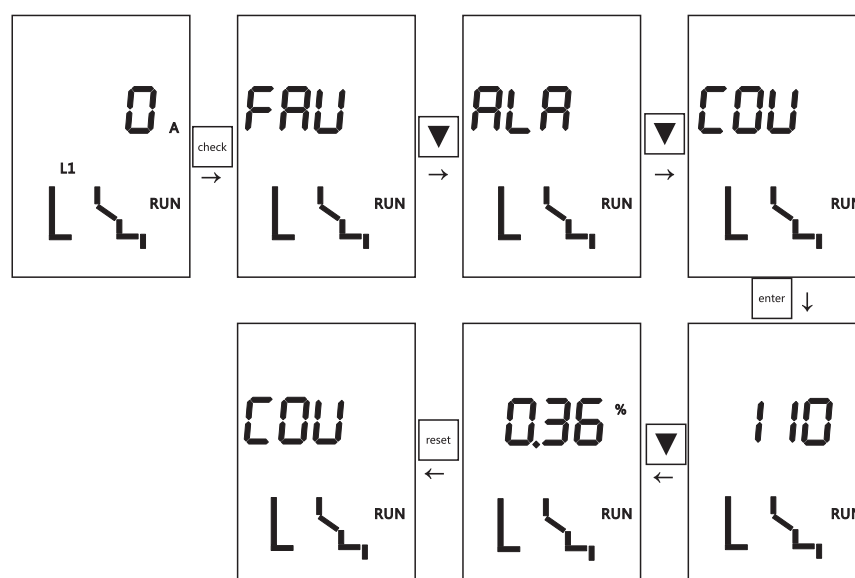 0 A
L1
RUN
check
FAU
RUN
▼
ALA
RUN
▼
COU
enter
110
▼
0.36 %
RUN
reset
COU
RUN